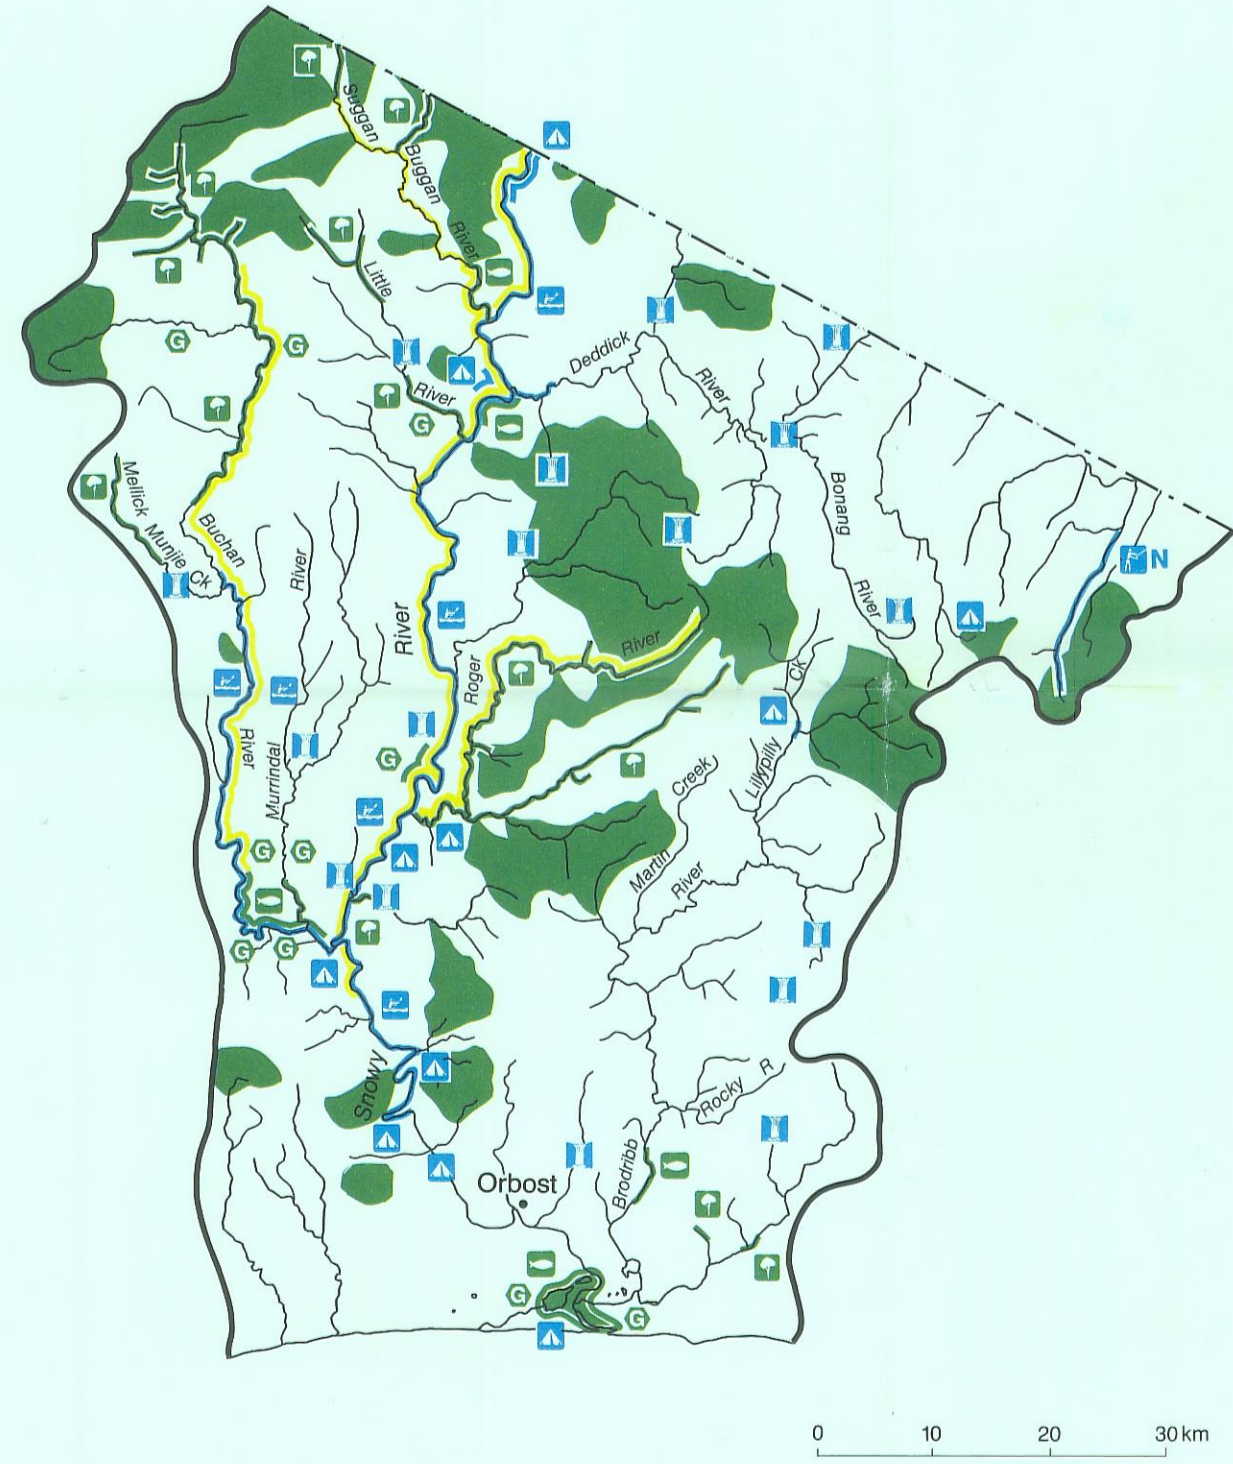 Suggan
Buggan
River
Little
River
Deddick
River
G
G
G
Mellick Munjie Ck
Buchan
River
River
Bonang
River
N
River
Roger
River
Ck
Lillypilly
Creek
Martin
River
River
Murrindal
G
G
G
G
G
Snowy
Rocky R
Brodribb
Orbost
G
G
0 10 20 30 km